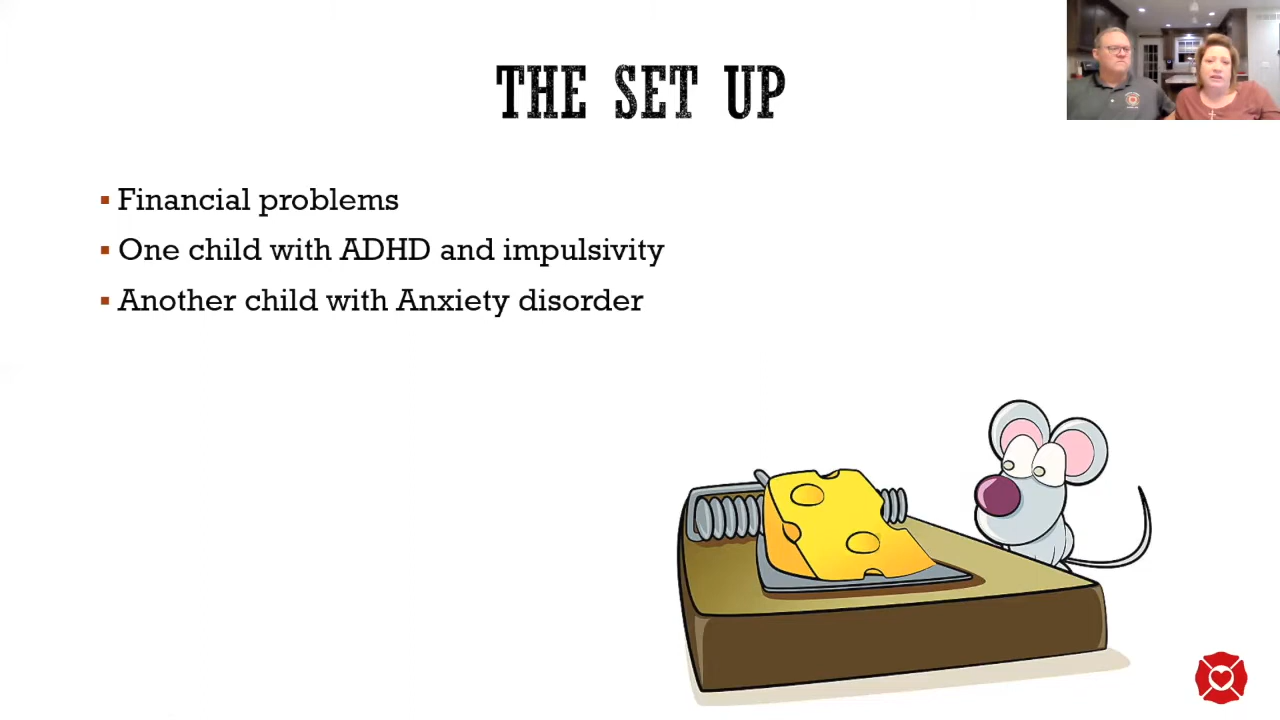 THE SET UP
▪ Financial problems
▪ One child with ADHD and impulsivity
▪ Another child with Anxiety disorder